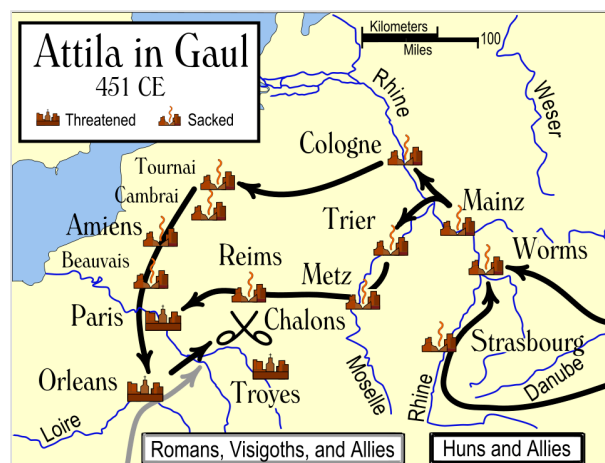 Attila in Gaul
451 CE
Threatened
Sacked
Kilometers
Miles
100
Rhine
Weser
Cologne
Tournai
Cambrai
Mainz
Trier
Amiens
Worms
Reims
Beauvais
Metz
Paris
Chalons
Strasbourg
Orleans
Troyes
Moselle
Rhine
Danube
Loire
Romans, Visigoths, and Allies
Huns and Allies